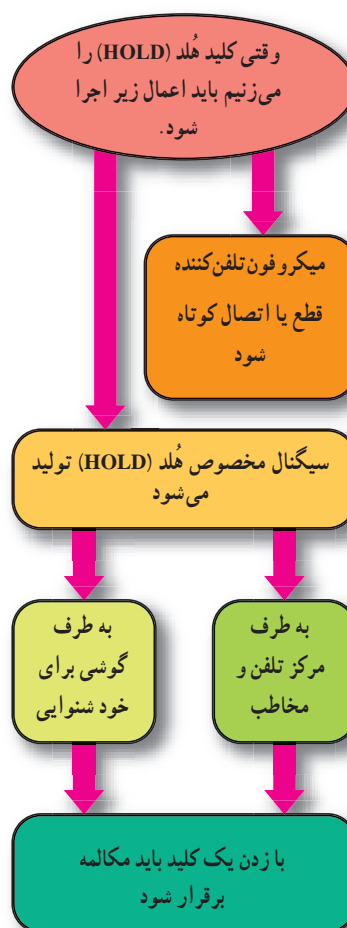 وقتی کلید هُلد (HOLD) را
می‌زنیم باید اعمال زیر اجرا
شود.
میکروفون تلفن‌کننده
قطع یا اتصال کوتاه
شود
سیگنال مخصوص هُلد (HOLD) تولید
می‌شود
به طرف
مرکز تلفن و
مخاطب
به طرف
گوشی برای
خود شنوایی
با زدن یک کلید باید مکالمه
برقرار شود